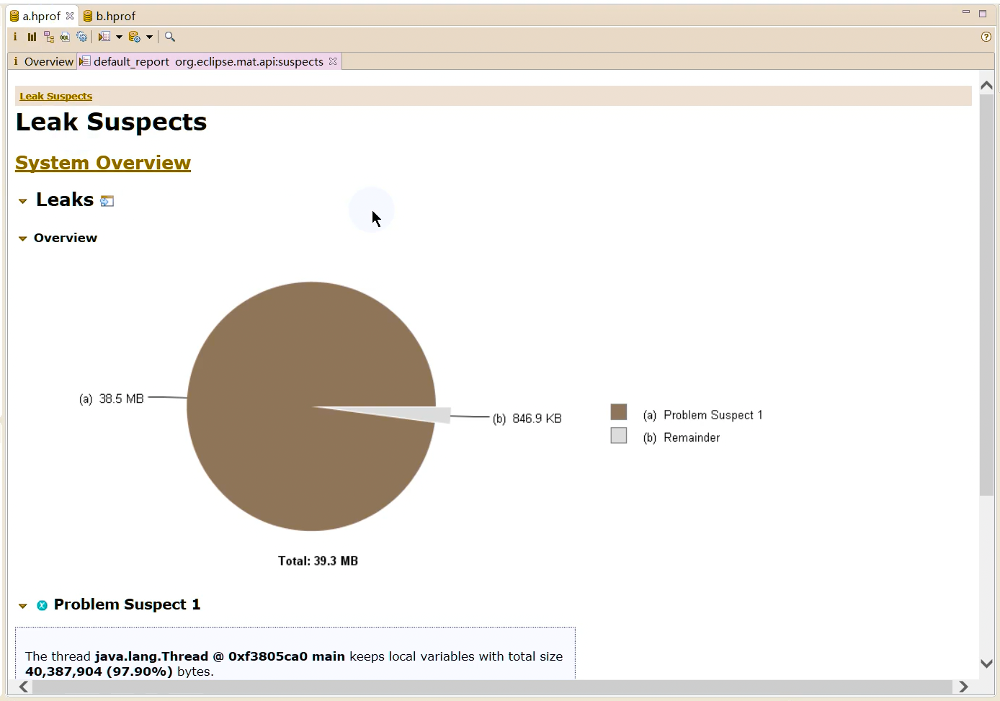 a.hprof b.hprof
Overview default_report org.eclipse.mat.api:suspects
Leak Suspects
Leak Suspects
System Overview
Leaks
Overview
(a) 38.5 MB
(b) 846.9 KB
(a) Problem Suspect 1
(b) Remainder
Total: 39.3 MB
Problem Suspect 1
The thread java.lang.Thread @ 0xf3805ca0 main keeps local variables with total size
40,387,904 (97.90%) bytes.